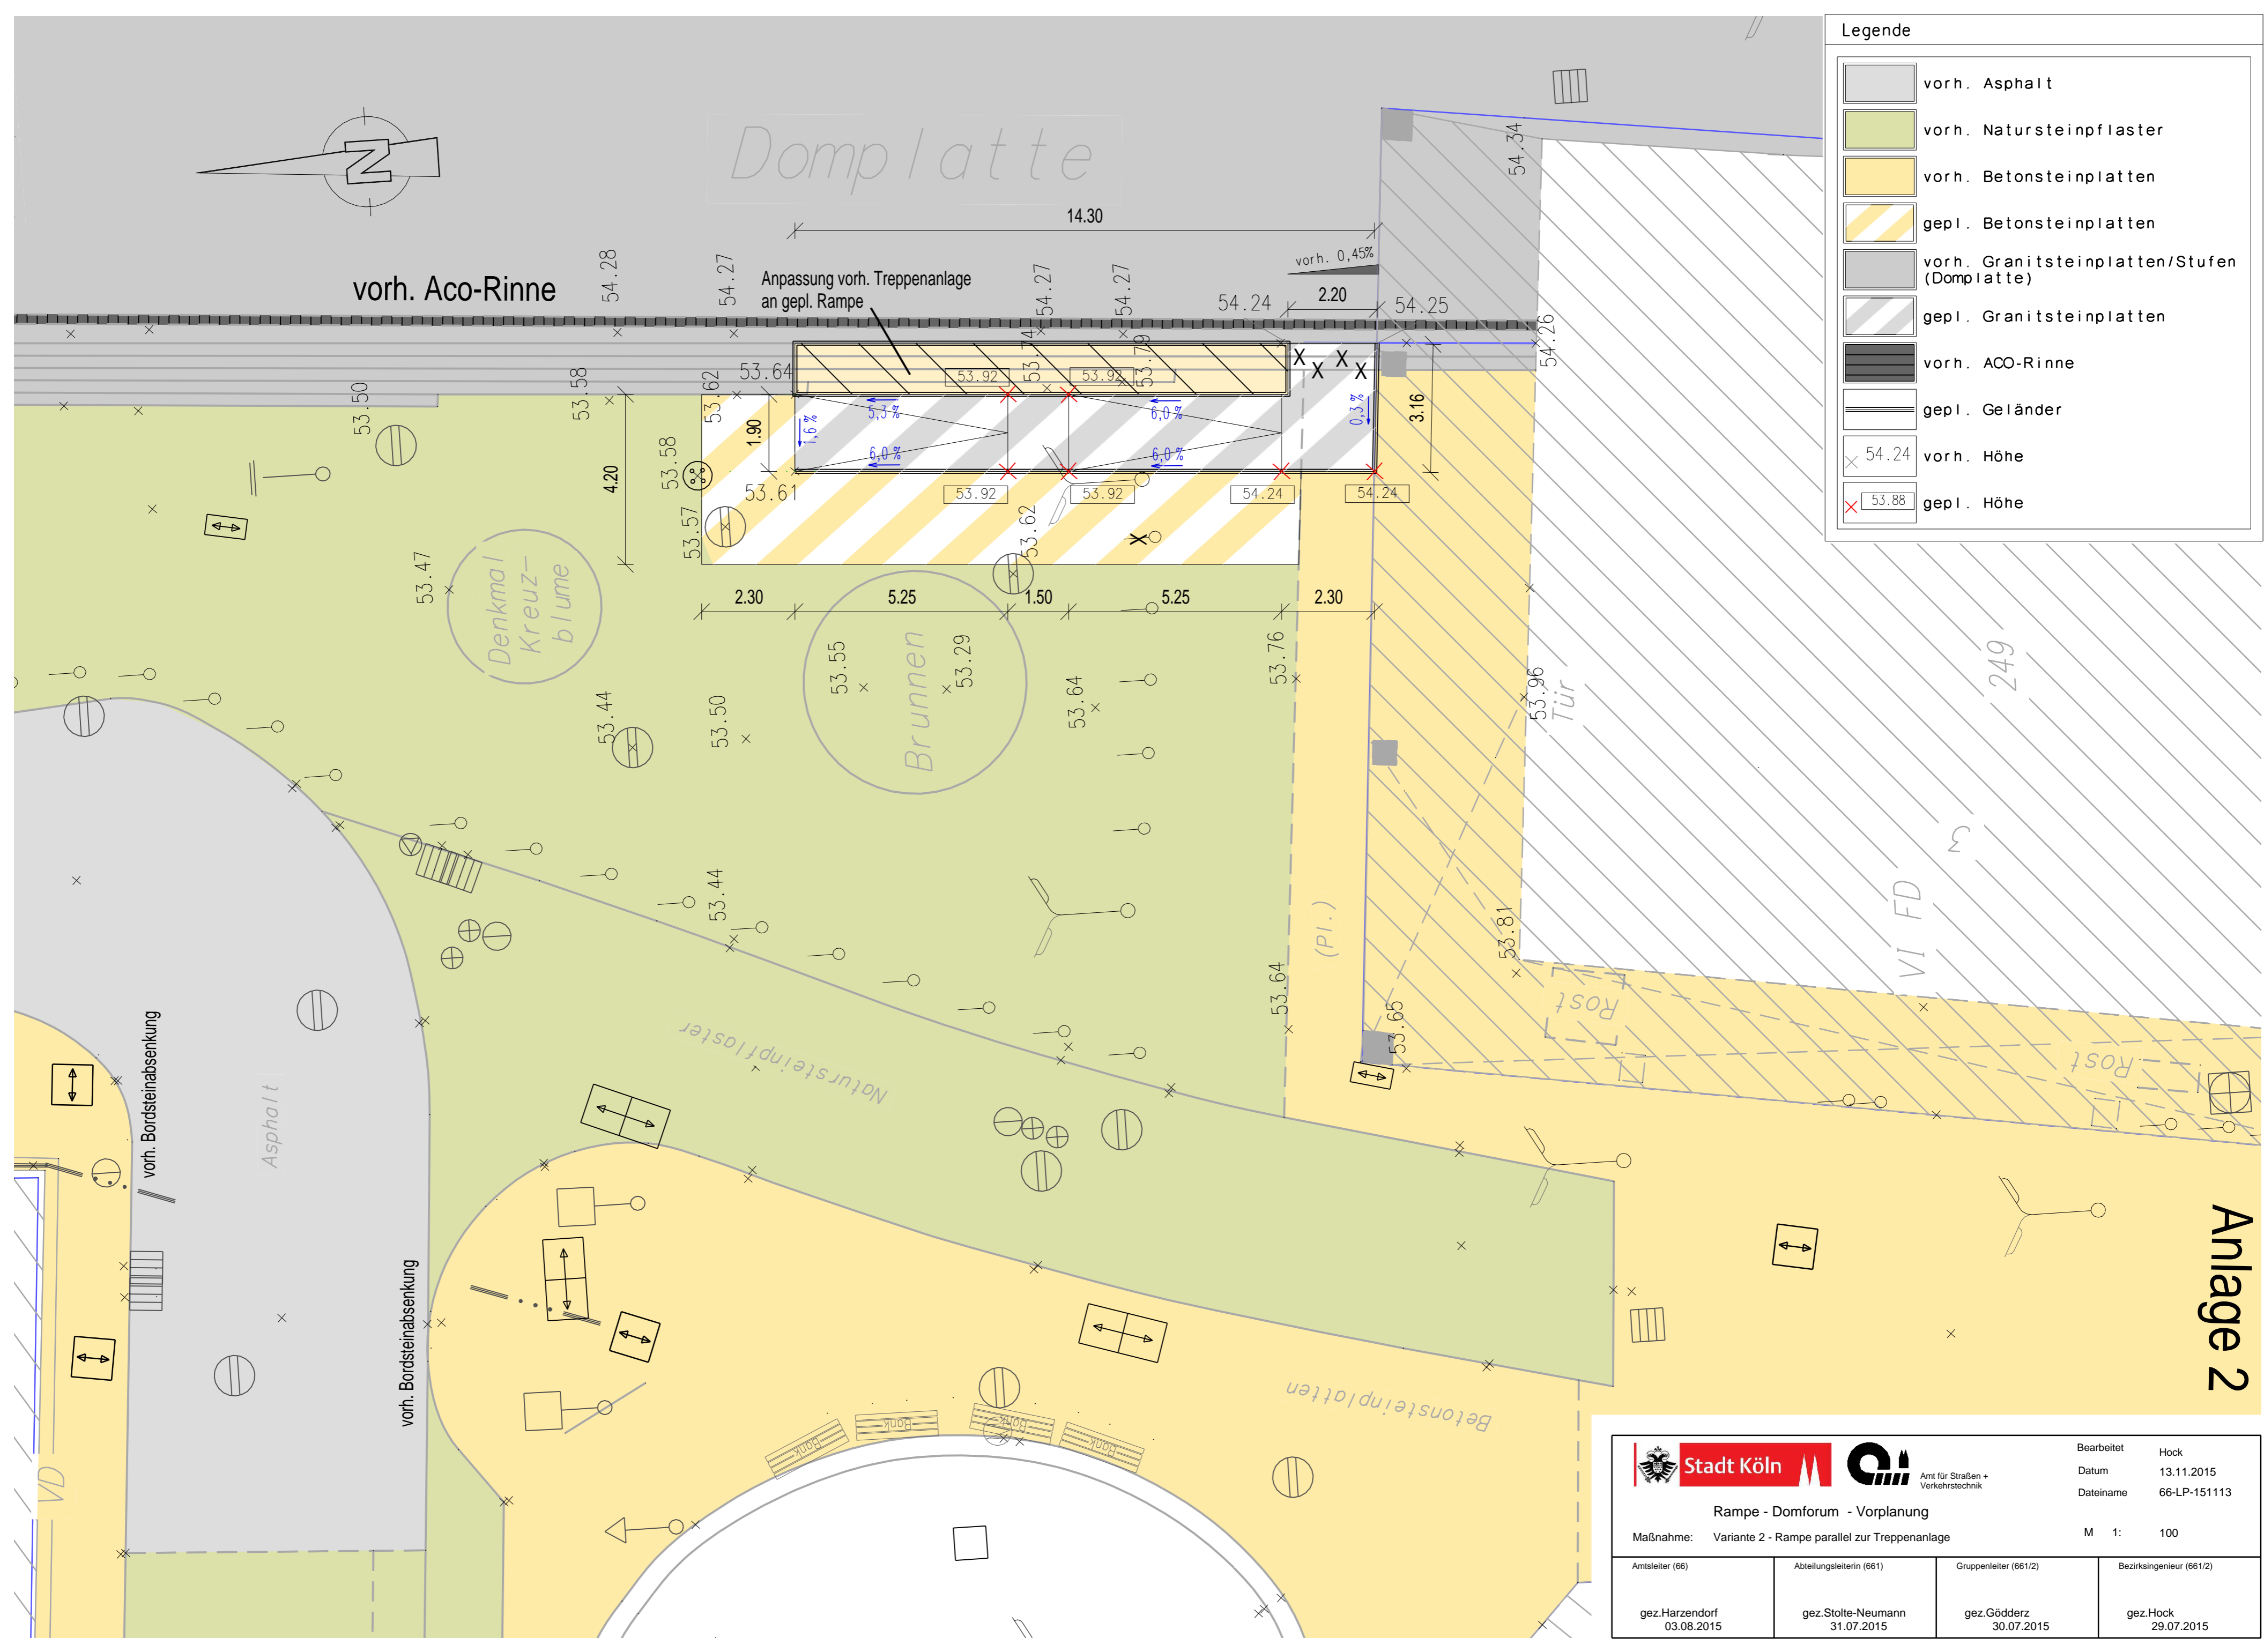 Legende
vorh. Asphalt
vorh. Natursteinpflaster
vorh. Betonsteinplatten
gepl. Betonsteinplatten
vorh. Granitsteinplatten/Stufen
(Domplatte)
gepl. Granitsteinplatten
vorh. ACO-Rinne
gepl. Geländer
54.24 vorh. Höhe
53.88 gepl. Höhe
N
Domplatte
14.30
vorh. 0,45%
54.34
vorh. Aco-Rinne
54.28
54.27
Anpassung vorh. Treppenanlage
an gepl. Rampe
54.27
54.27
54.24
2.20
54.25
54.26
53.50
53.58
53.62
53.64
53.92
53.74
53.92
53.79
X X X X
5,3%
6,0%
1,6%
0,3%
3.16
1.90
6,0%
6,0%
4.20
53.58
53.61
53.92
53.92
54.24
54.24
53.57
53.62
X
53.47
Denkmal
Kreuz-
blume
2.30
5.25
1.50
5.25
2.30
53.55
Brunnen
53.29
53.64
53.76
53.96
Tür
249
53.44
53.50
53.44
3
VI FD
(Pl.)
53.81
53.64
53.65
Rost
Rost
Natursteinpflaster
vorh. Bordsteinabsenkung
Asphalt
vorh. Bordsteinabsenkung
VD
Bank
Bank
Bank
Bank
Betonsteinplatten
Anlage 2
Stadt Köln
Amt für Straßen +
Verkehrstechnik
Bearbeitet Hock
Datum 13.11.2015
Dateiname 66-LP-151113
Rampe - Domforum - Vorplanung
Maßnahme: Variante 2 - Rampe parallel zur Treppenanlage
M 1: 100
Amtsleiter (66)
Abteilungsleiterin (661)
Gruppenleiter (661/2)
Bezirksingenieur (661/2)
gez.Harzendorf
03.08.2015
gez.Stolte-Neumann
31.07.2015
gez.Gödderz
30.07.2015
gez.Hock
29.07.2015